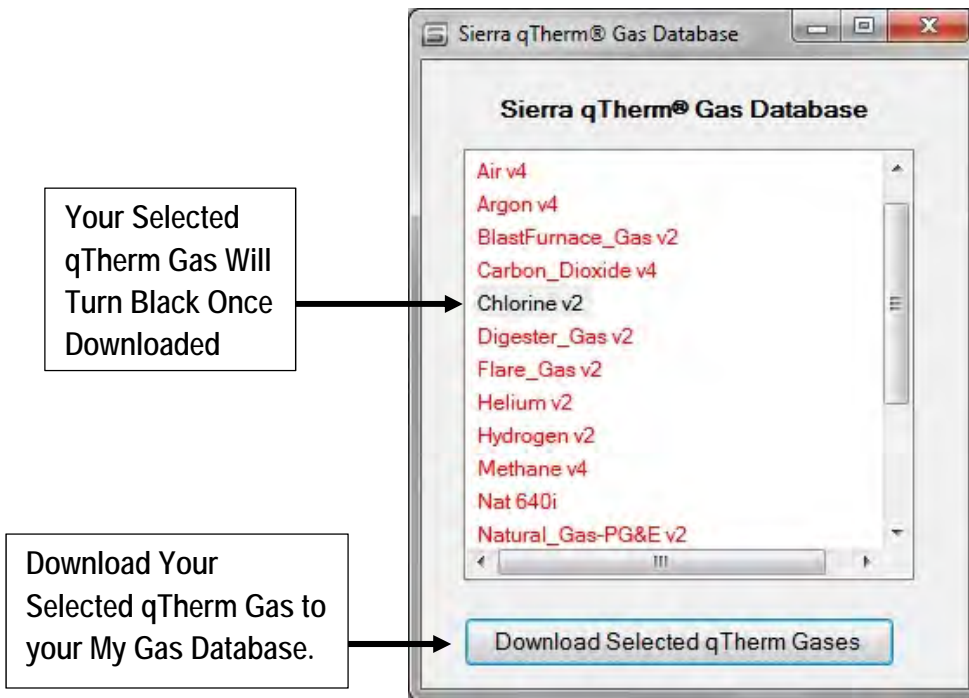 Sierra qTherm® Gas Database
Sierra qTherm® Gas Database
Air v4
Argon v4
BlastFurnace_Gas v2
Carbon_Dioxide v4
Chlorine v2
Digester_Gas v2
Flare_Gas v2
Helium v2
Hydrogen v2
Methane v4
Nat 640i
Natural_Gas-PG&E v2
Download Selected qTherm Gases
Your Selected
qTherm Gas Will
Turn Black Once
Downloaded
Download Your
Selected qTherm Gas to
your My Gas Database.